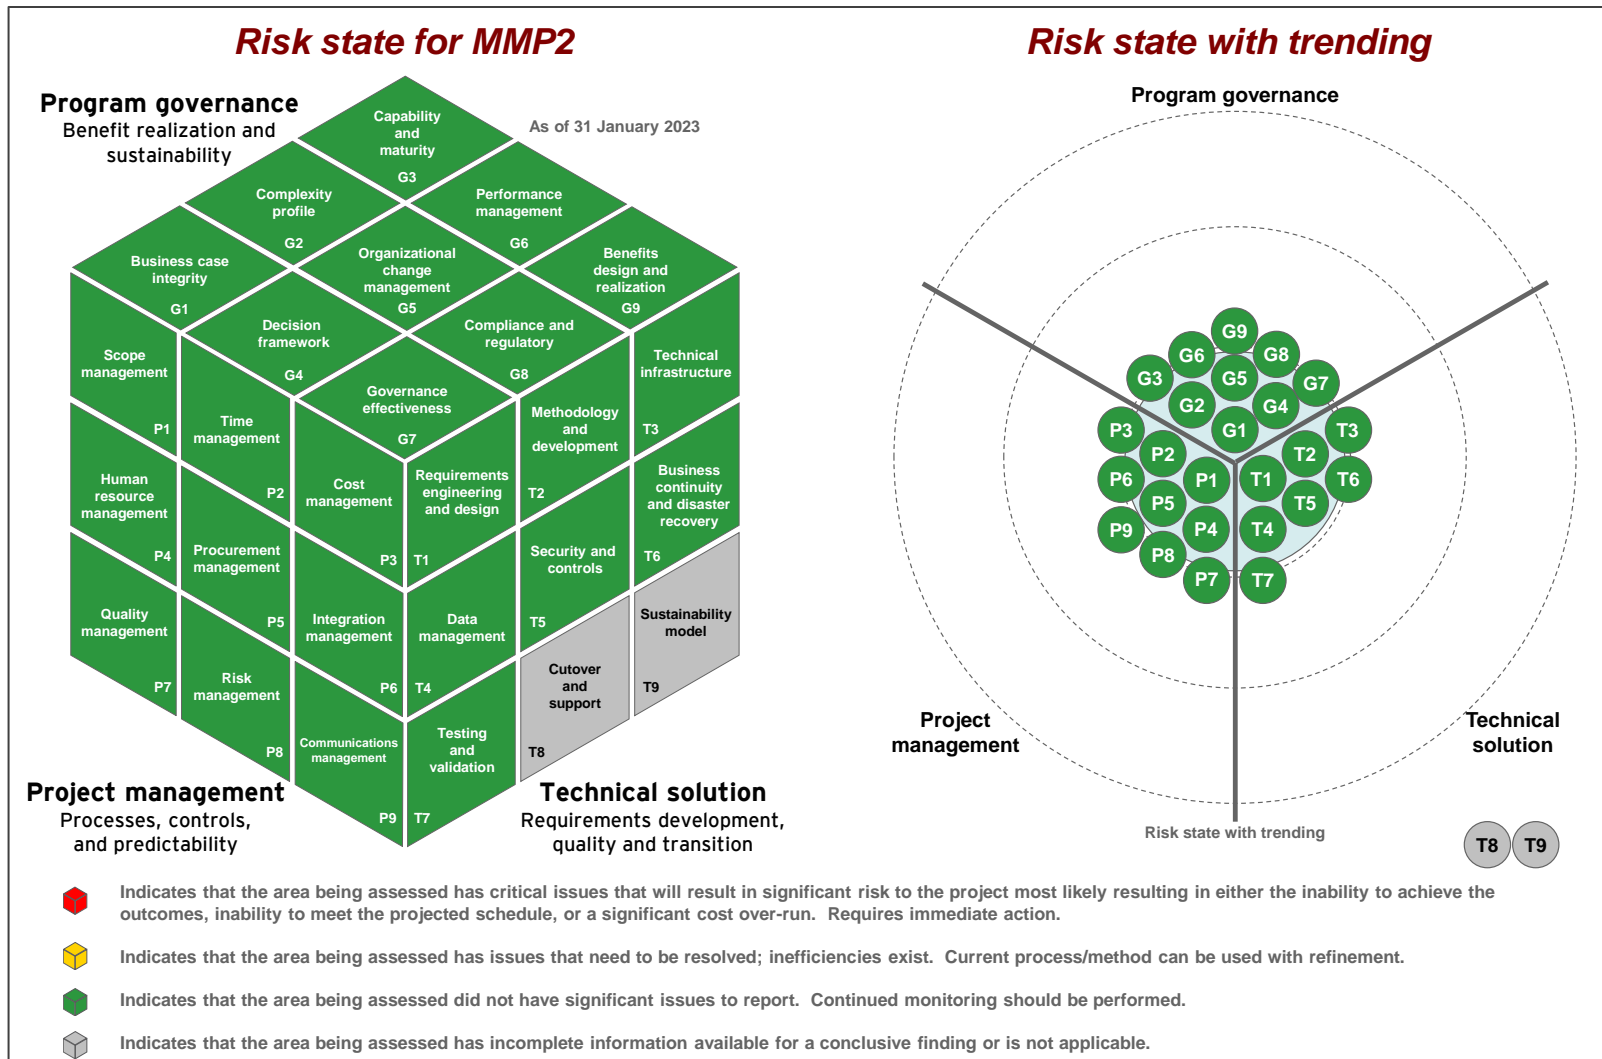 Risk state for MMP2
Risk state with trending
Program governance
Benefit realization and
sustainability
As of 31 January 2023
Capability
and
maturity
G3
Complexity
profile
G2
Performance
management
G6
Business case
integrity
G1
Organizational
change
management
G5
Benefits
design and
realization
G9
Decision
framework
G4
Compliance and
regulatory
G8
Governance
effectiveness
G7
Scope
management
P1
Time
management
P2
Cost
management
P3
Human
resource
management
P4
Procurement
management
P5
Integration
management
P6
Quality
management
P7
Risk
management
P8
Communications
management
P9
Requirements
engineering
and design
T1
Methodology
and
development
T2
Technical
infrastructure
T3
Data
management
T4
Security and
controls
T5
Business
continuity
and disaster
recovery
T6
Testing
and
validation
T7
Cutover
and
support
T8
Sustainability
model
T9
Project management
Processes, controls,
and predictability
Technical solution
Requirements development,
quality and transition
Program governance
G9
G6
G8
G3
G5
G7
G2
G4
G1
P3
P2
P1
P6
P5
P4
P9
P8
P7
T3
T2
T1
T6
T5
T4
T7
Project
management
Technical
solution
Risk state with trending
T8
T9
Indicates that the area being assessed has critical issues that will result in significant risk to the project most likely resulting in either the inability to achieve the
outcomes, inability to meet the projected schedule, or a significant cost over-run. Requires immediate action.
Indicates that the area being assessed has issues that need to be resolved; inefficiencies exist. Current process/method can be used with refinement.
Indicates that the area being assessed did not have significant issues to report. Continued monitoring should be performed.
Indicates that the area being assessed has incomplete information available for a conclusive finding or is not applicable.